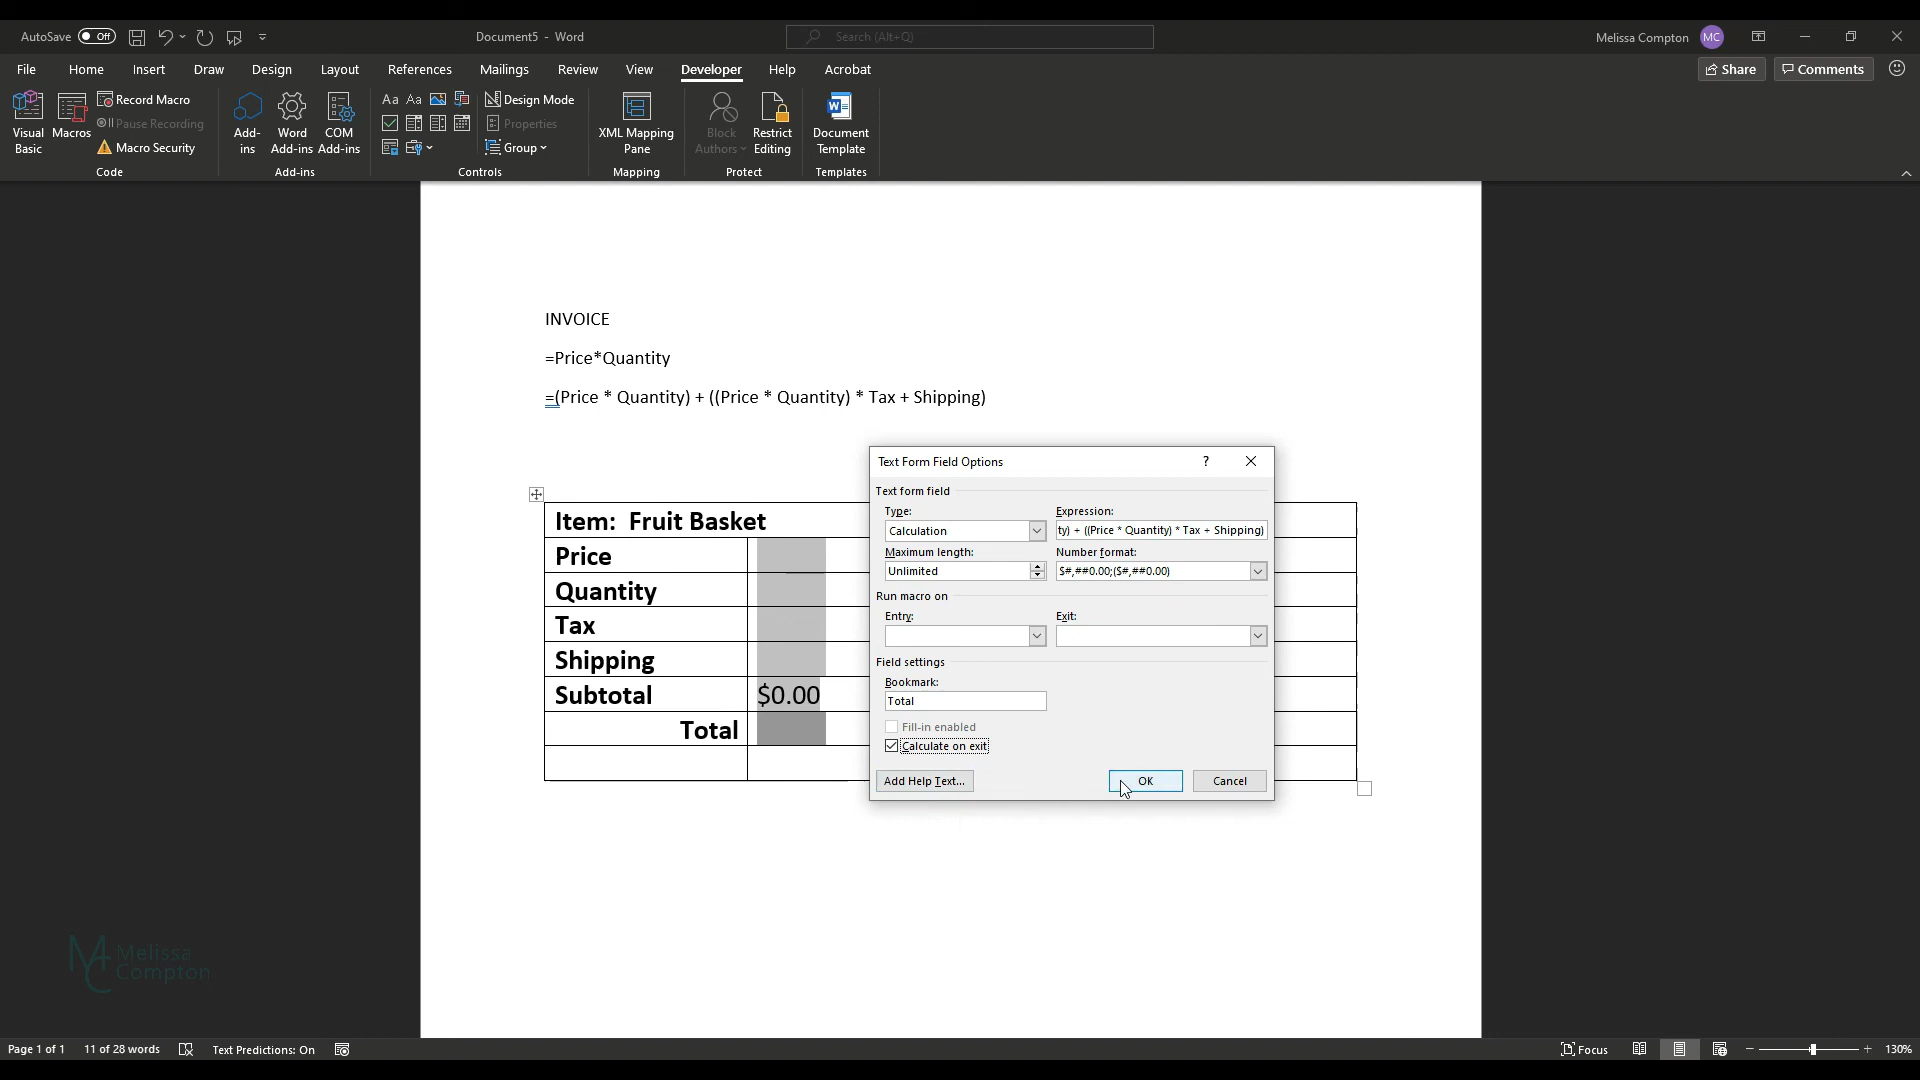 AutoSave Off
Document5 - Word
Search (Alt+Q)
Melissa Compton MC
File Home Insert Draw Design Layout References Mailings Review View Developer Help Acrobat
Share Comments
Visual Basic
Macros
Record Macro
Pause Recording
Macro Security
Code
Add-ins
Word Add-ins
COM Add-ins
Add-ins
Aa Aa
Design Mode
Properties
Group
Controls
XML Mapping Pane
Mapping
Block Authors
Restrict Editing
Protect
Document Template
Templates
INVOICE
=Price*Quantity
=(Price * Quantity) + ((Price * Quantity) * Tax + Shipping)
Item: Fruit Basket
Price
Quantity
Tax
Shipping
Subtotal $0.00
Total
Text Form Field Options ?
Text form field
Type: Expression:
Calculation ty) + ((Price * Quantity) * Tax + Shipping)
Maximum length: Number format:
Unlimited $#,##0.00;($#,##0.00)
Run macro on
Entry: Exit:
Field settings
Bookmark:
Total
Fill-in enabled
Calculate on exit
Add Help Text... OK Cancel
MC Melissa Compton
Page 1 of 1 11 of 28 words Text Predictions: On Focus 130%